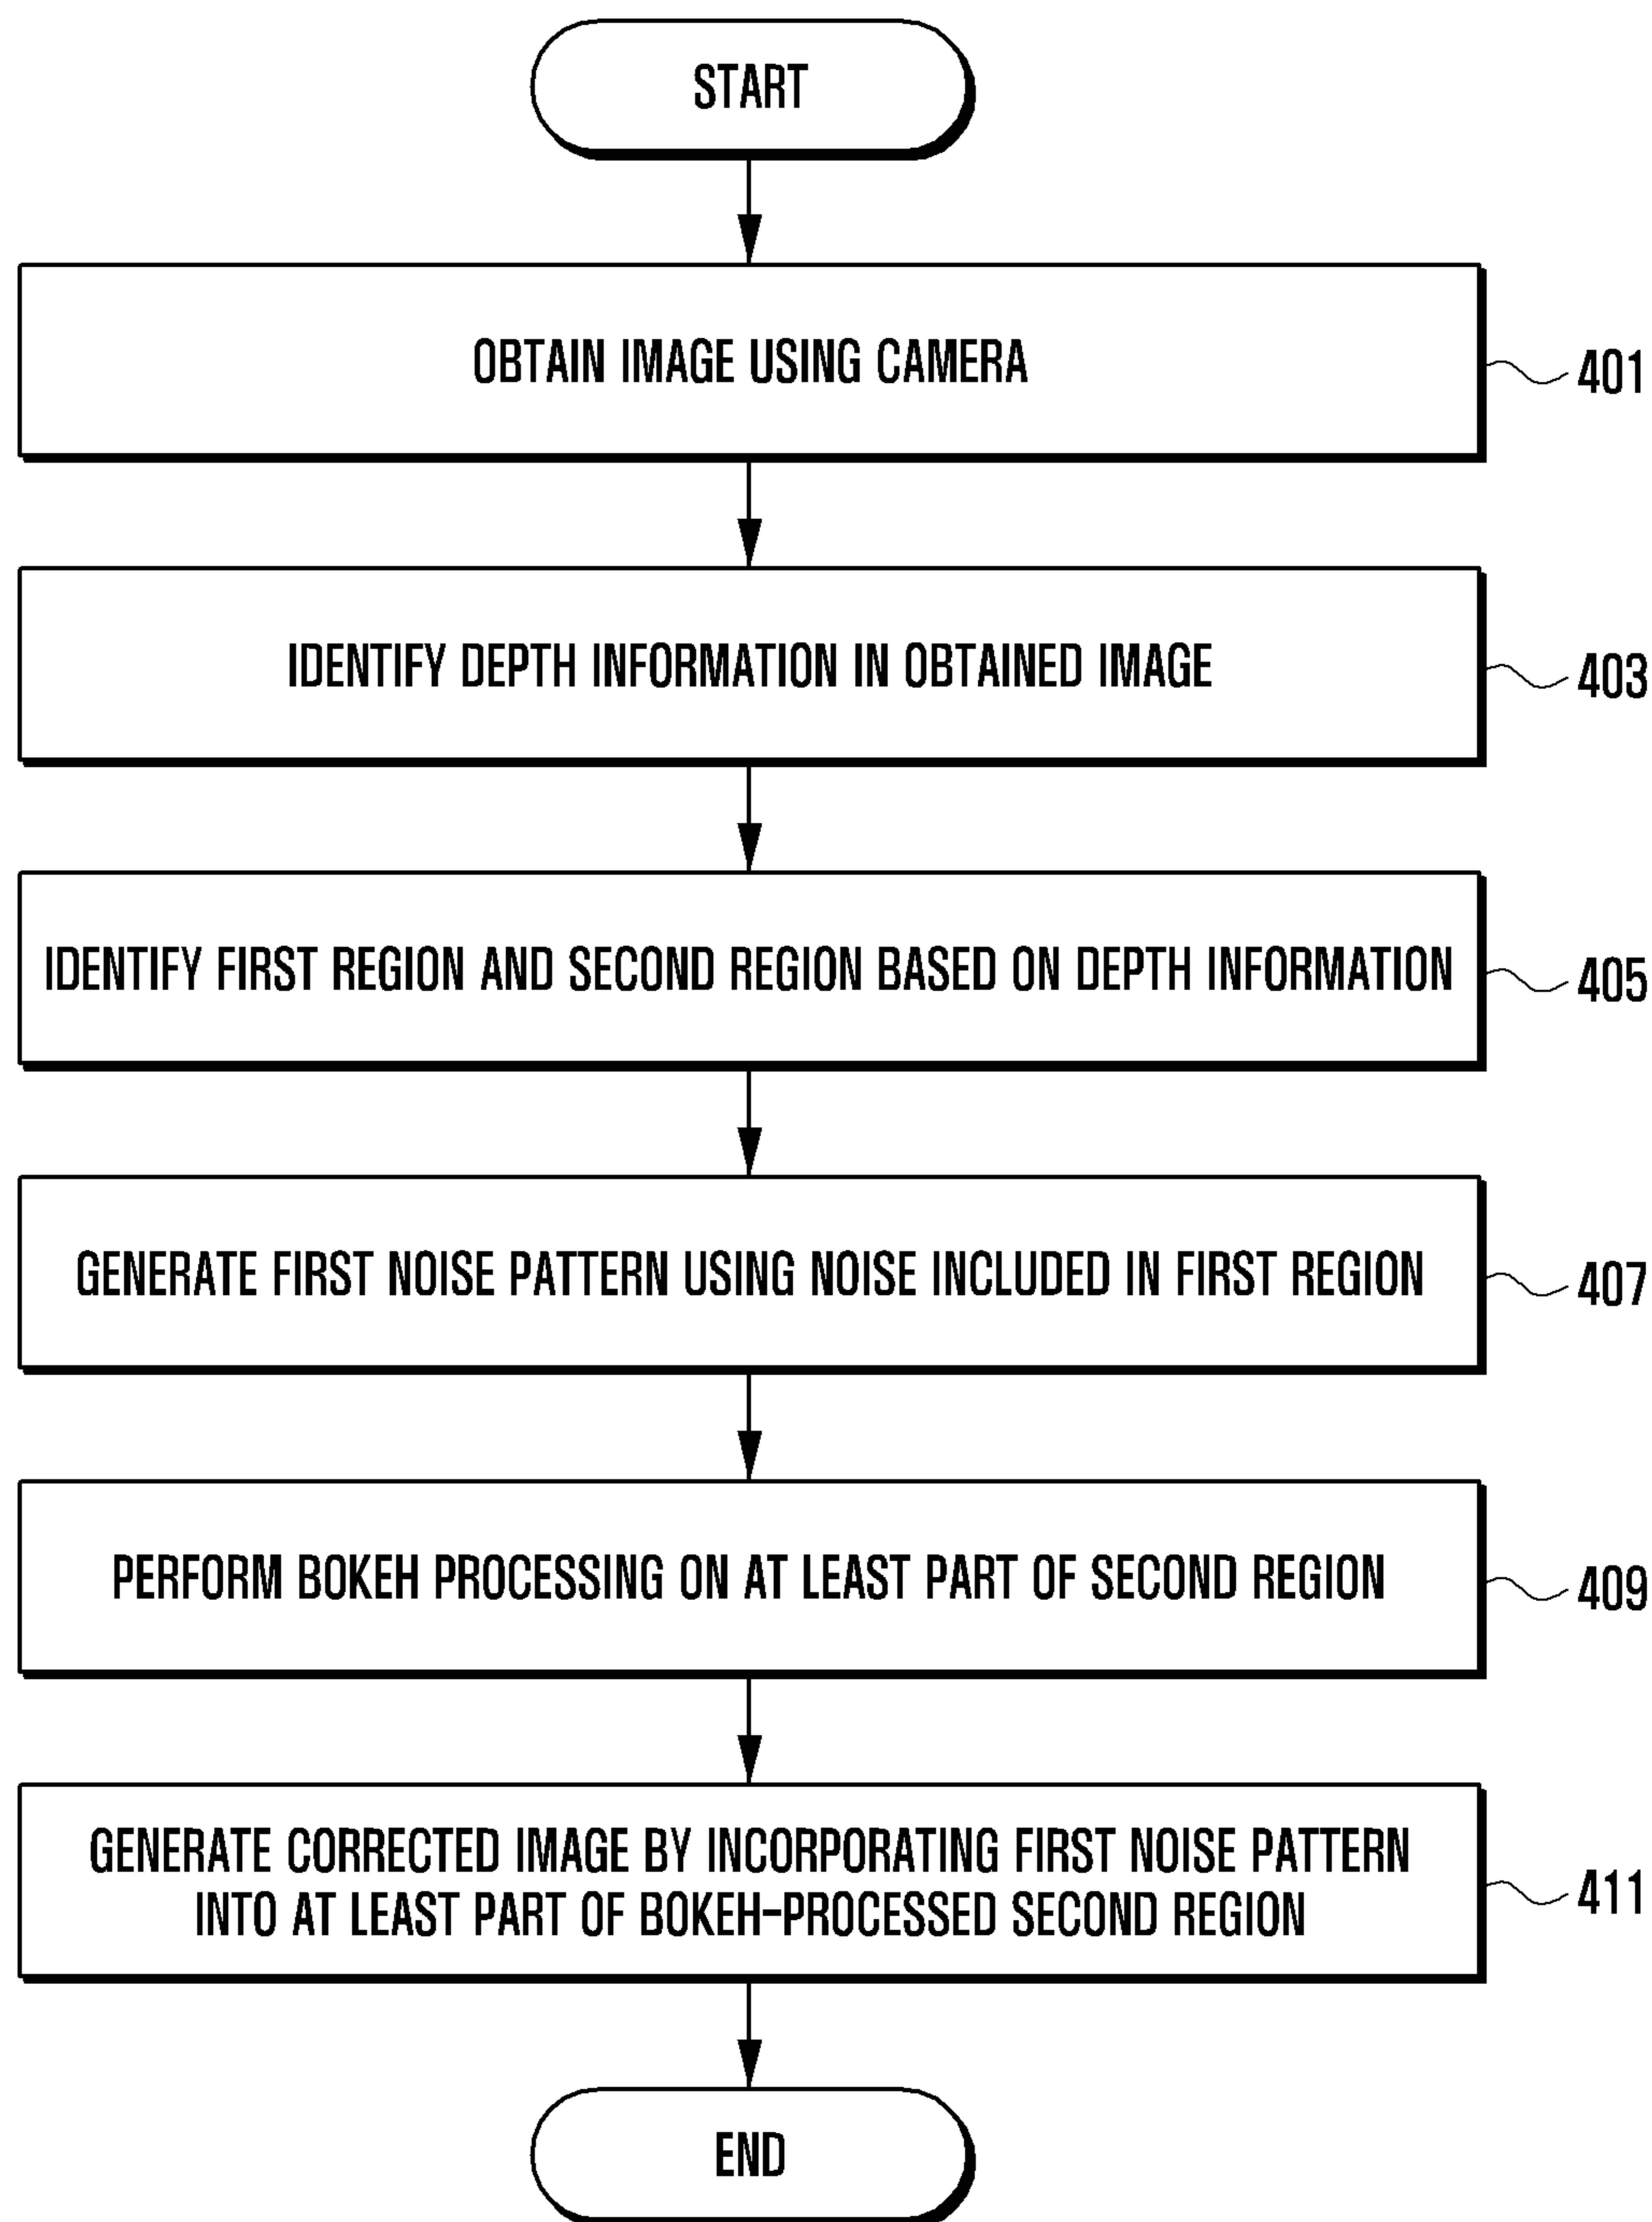 START
OBTAIN IMAGE USING CAMERA
401
IDENTIFY DEPTH INFORMATION IN OBTAINED IMAGE
403
IDENTIFY FIRST REGION AND SECOND REGION BASED ON DEPTH INFORMATION
405
GENERATE FIRST NOISE PATTERN USING NOISE INCLUDED IN FIRST REGION
407
PERFORM BOKEH PROCESSING ON AT LEAST PART OF SECOND REGION
409
GENERATE CORRECTED IMAGE BY INCORPORATING FIRST NOISE PATTERN
INTO AT LEAST PART OF BOKEH-PROCESSED SECOND REGION
411
END